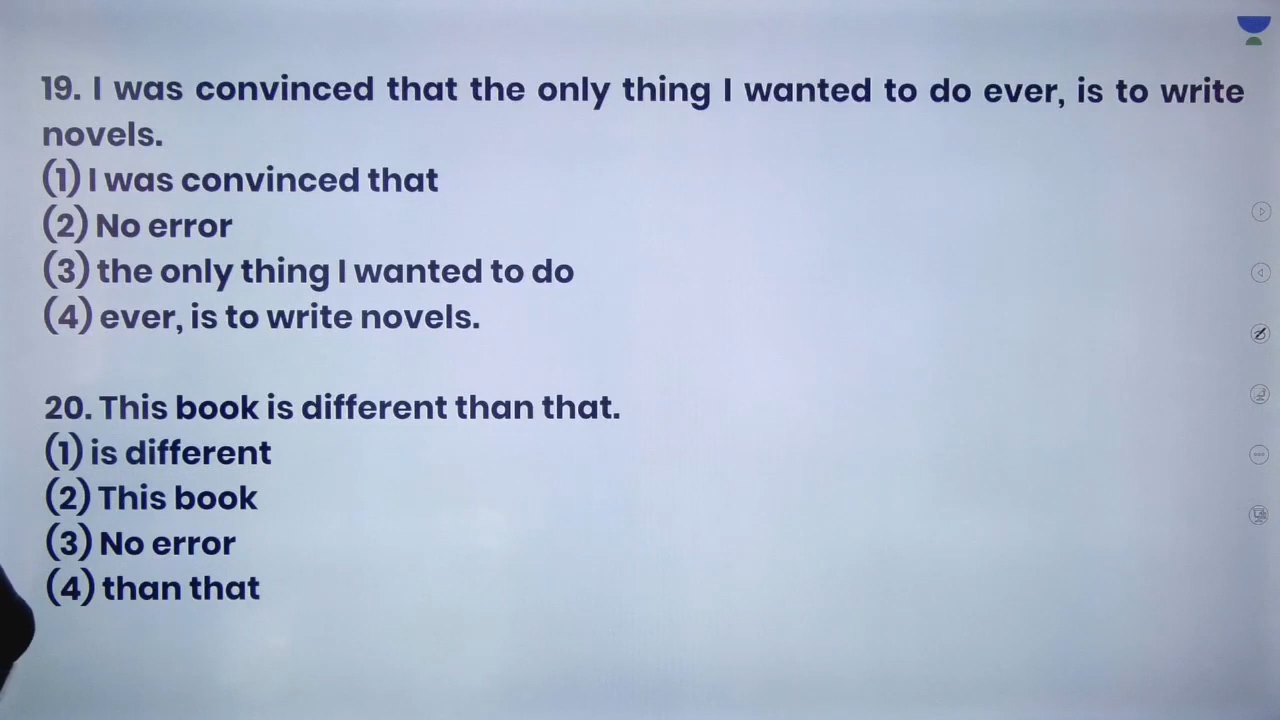 19. I was convinced that the only thing I wanted to do ever, is to write
novels.
(1) I was convinced that
(2) No error
(3) the only thing I wanted to do
(4) ever, is to write novels.
20. This book is different than that.
(1) is different
(2) This book
(3) No error
(4) than that